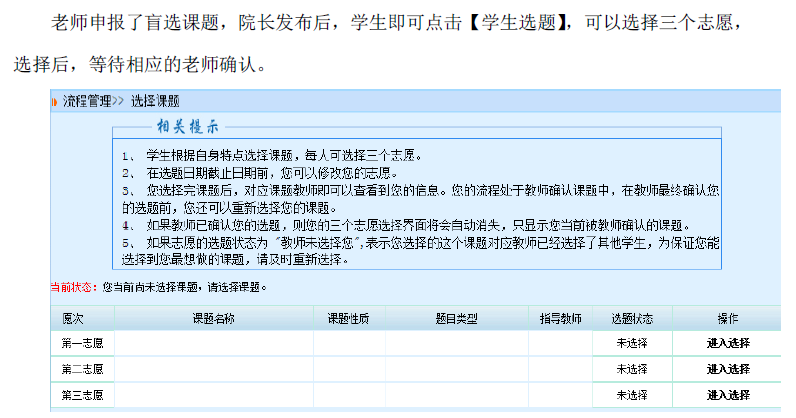 老师申报了盲选课题，院长发布后，学生即可点击【学生选题】，可以选择三个志愿，
选择后，等待相应的老师确认。
流程管理>> 选择课题
相关提示
1、 学生根据自身特点选择课题，每人可选择三个志愿。
2、 在选题日期截止日期前，您可以修改您的志愿。
3、 您选择完课题后，对应课题教师即可以查看到您的信息。您的流程处于教师确认课题中，在教师最终确认您
的选题前，您还可以重新选择您的课题。
4、 如果教师已确认您的选题，则您的三个志愿选择界面将会自动消失，只显示您当前被教师确认的课题。
5、 如果志愿的选题状态为 "教师未选择您",表示您选择的这个课题对应教师已经选择了其他学生，为保证您能
选择到您最想做的课题，请及时重新选择。
当前状态：您当前尚未选择课题，请选择课题。
愿次 课题名称 课题性质 题目类型 指导教师 选题状态 操作
第一志愿 未选择 进入选择
第二志愿 未选择 进入选择
第三志愿 未选择 进入选择